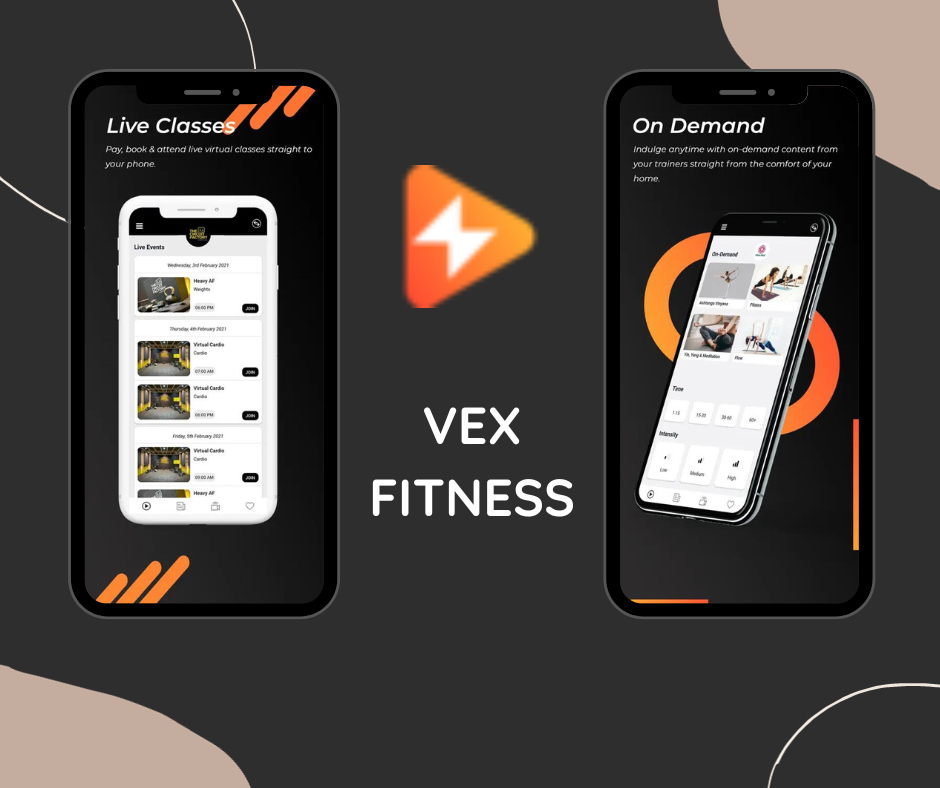 Live Classes
Pay, book & attend live virtual classes straight to
your phone.
Live Events
Wednesday, 3rd February 2021
Heavy AF
Weights
06:00 PM
JOIN
Thursday, 4th February 2021
Virtual Cardio
Cardio
07:00 AM
Virtual Cardio
Cardio
06:00 PM
JOIN
Friday, 5th February 2021
Virtual Cardio
Cardio
09:00 AM
JOIN
Heavy AF
VEX
FITNESS
On Demand
Indulge anytime with on-demand content from
your trainers straight from the comfort of your
home.
On-Demand
Ashtanga Vinyasa
Pilates
Yin, Yang & Meditation
Flow
Time
1-15
15-30
30-60
60+
Intensity
Low
Medium
High